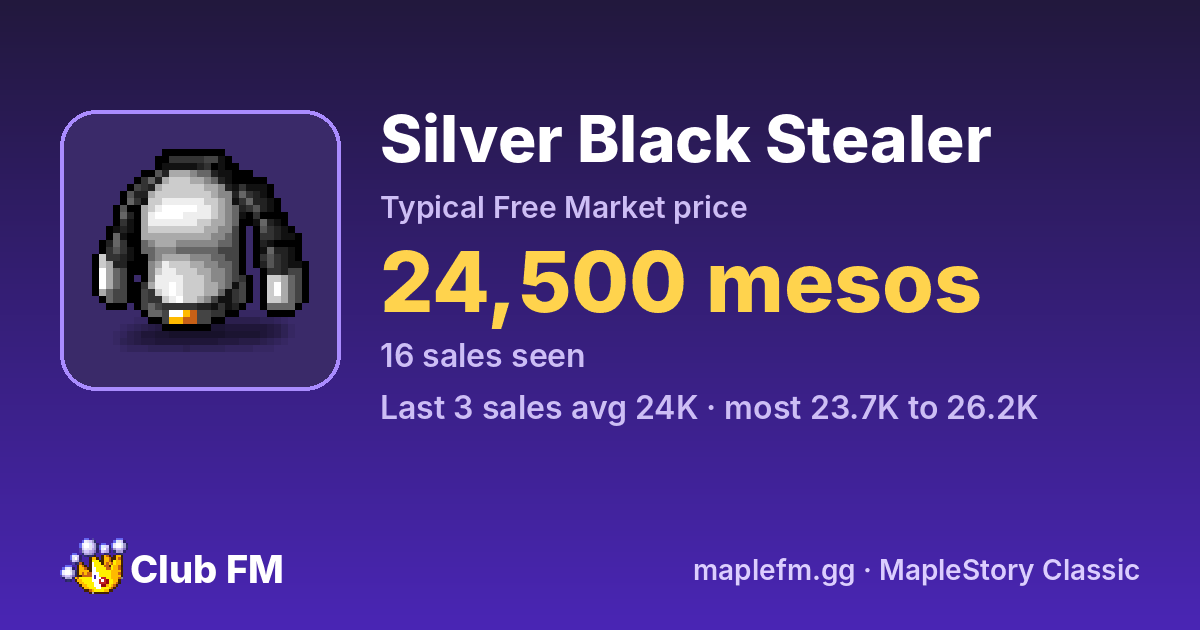 Silver Black Stealer
Typical Free Market price
24,500 mesos
16 sales seen
Last 3 sales avg 24K · most 23.7K to 26.2K
Club FM
maplefm.gg · MapleStory Classic